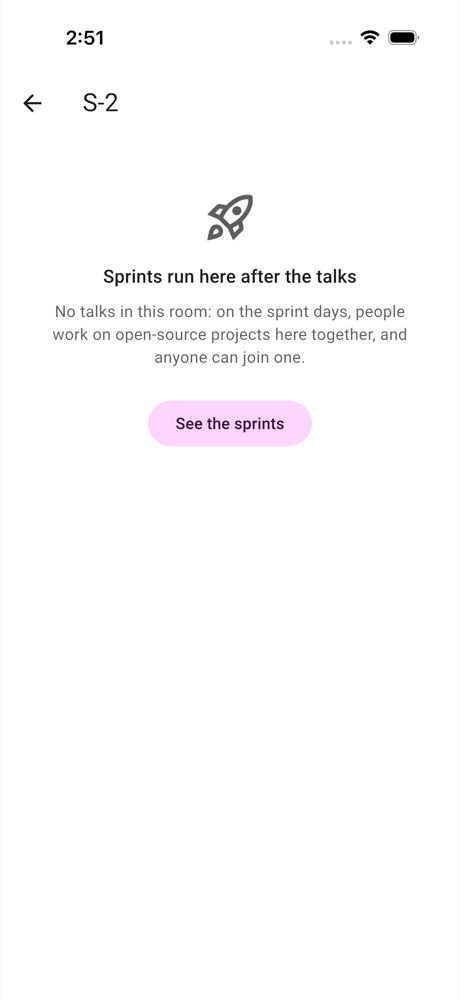 2:51
S-2
Sprints run here after the talks
No talks in this room: on the sprint days, people
work on open-source projects here together, and
anyone can join one.
See the sprints